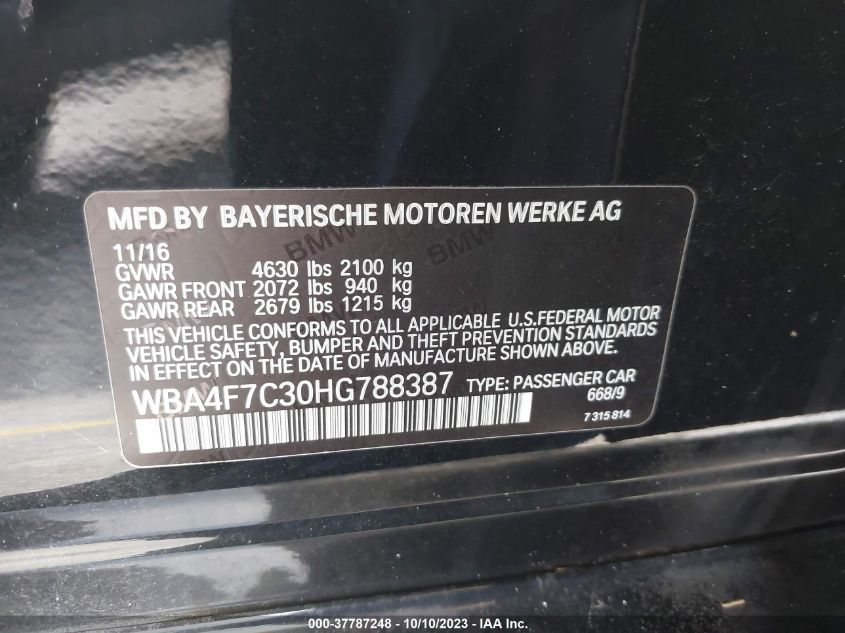 MFD BY BAYERISCHE MOTOREN WERKE AG
11/16
GVWR 4630 lbs 2100 kg
GAWR FRONT 2072 lbs 940 kg
GAWR REAR 2679 lbs 1215 kg
THIS VEHICLE CONFORMS TO ALL APPLICABLE U.S.FEDERAL MOTOR
VEHICLE SAFETY, BUMPER AND THEFT PREVENTION STANDARDS
IN EFFECT ON THE DATE OF MANUFACTURE SHOWN ABOVE.
WBA4F7C30HG788387 TYPE: PASSENGER CAR
668/9
7 315 814
BMW BMW
000-37787248 - 10/10/2023 - IAA Inc.